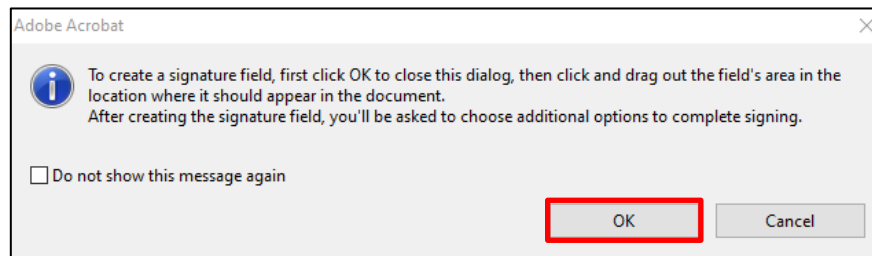 Adobe Acrobat
To create a signature field, first click OK to close this dialog, then click and drag out the field's area in the
location where it should appear in the document.
After creating the signature field, you'll be asked to choose additional options to complete signing.
Do not show this message again
OK
Cancel